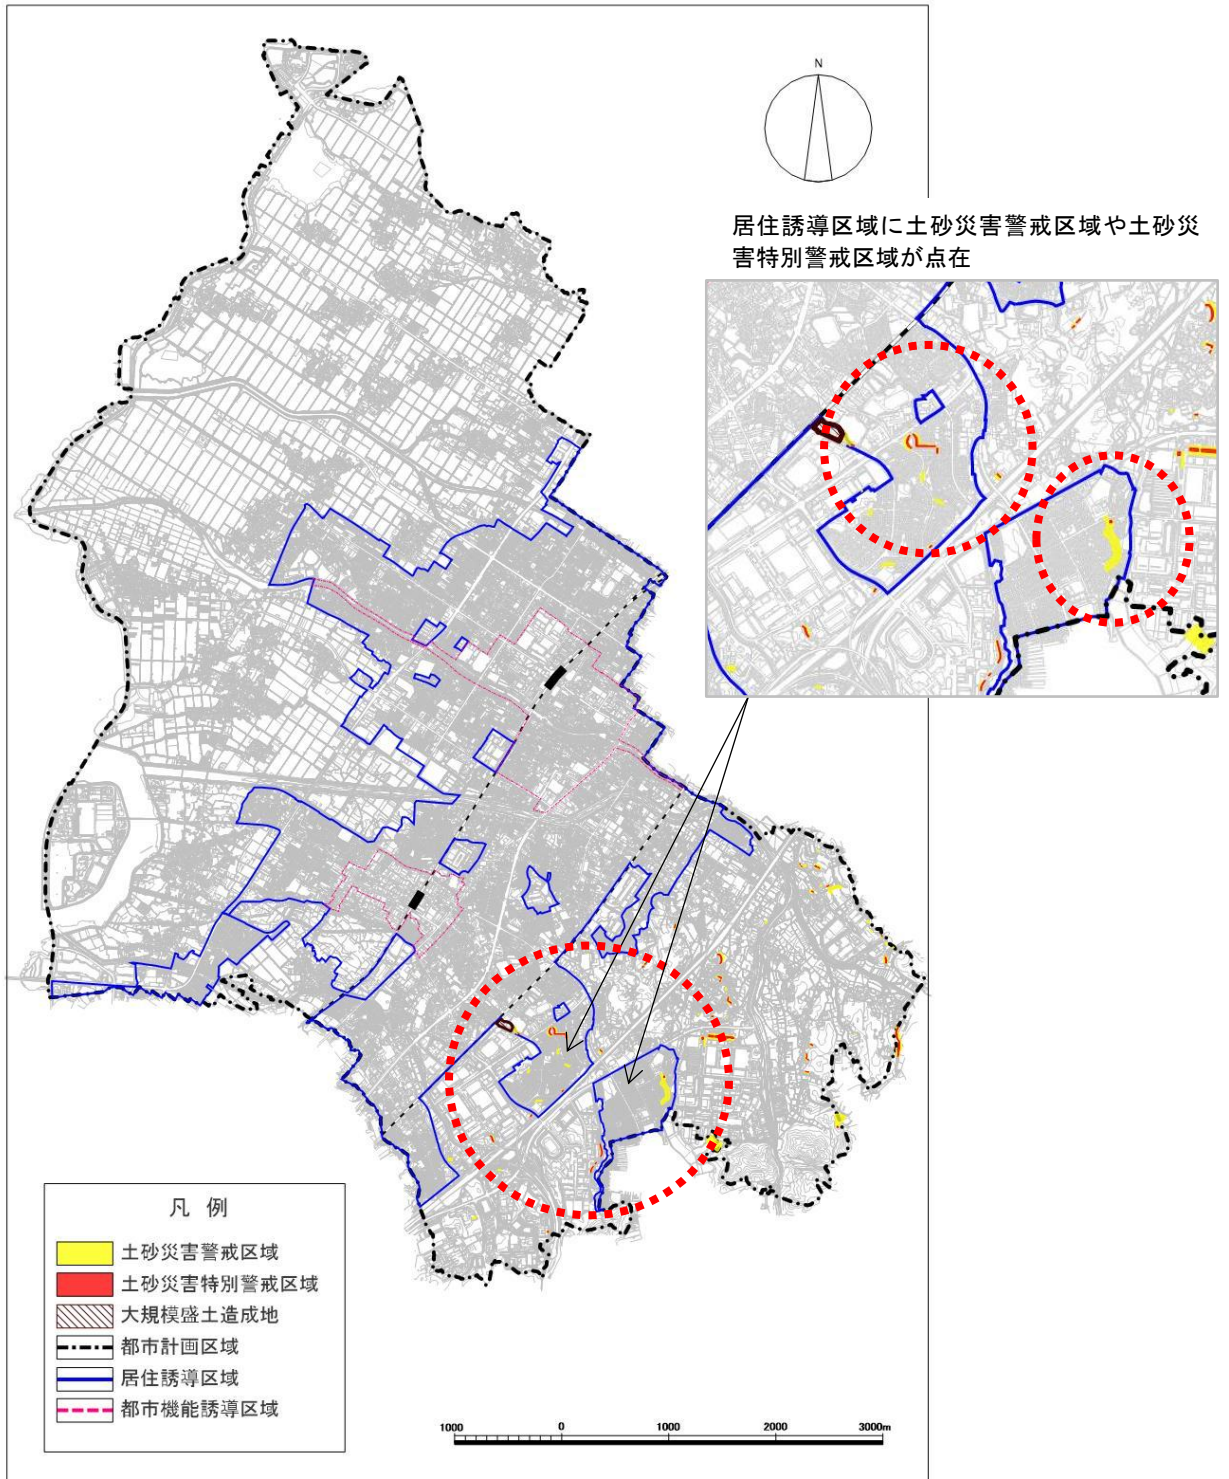 N
居住誘導区域に土砂災害警戒区域や土砂災
害特別警戒区域が点在
凡 例
土砂災害警戒区域
土砂災害特別警戒区域
大規模盛土造成地
都市計画区域
居住誘導区域
都市機能誘導区域
1000 0 1000 2000 3000m